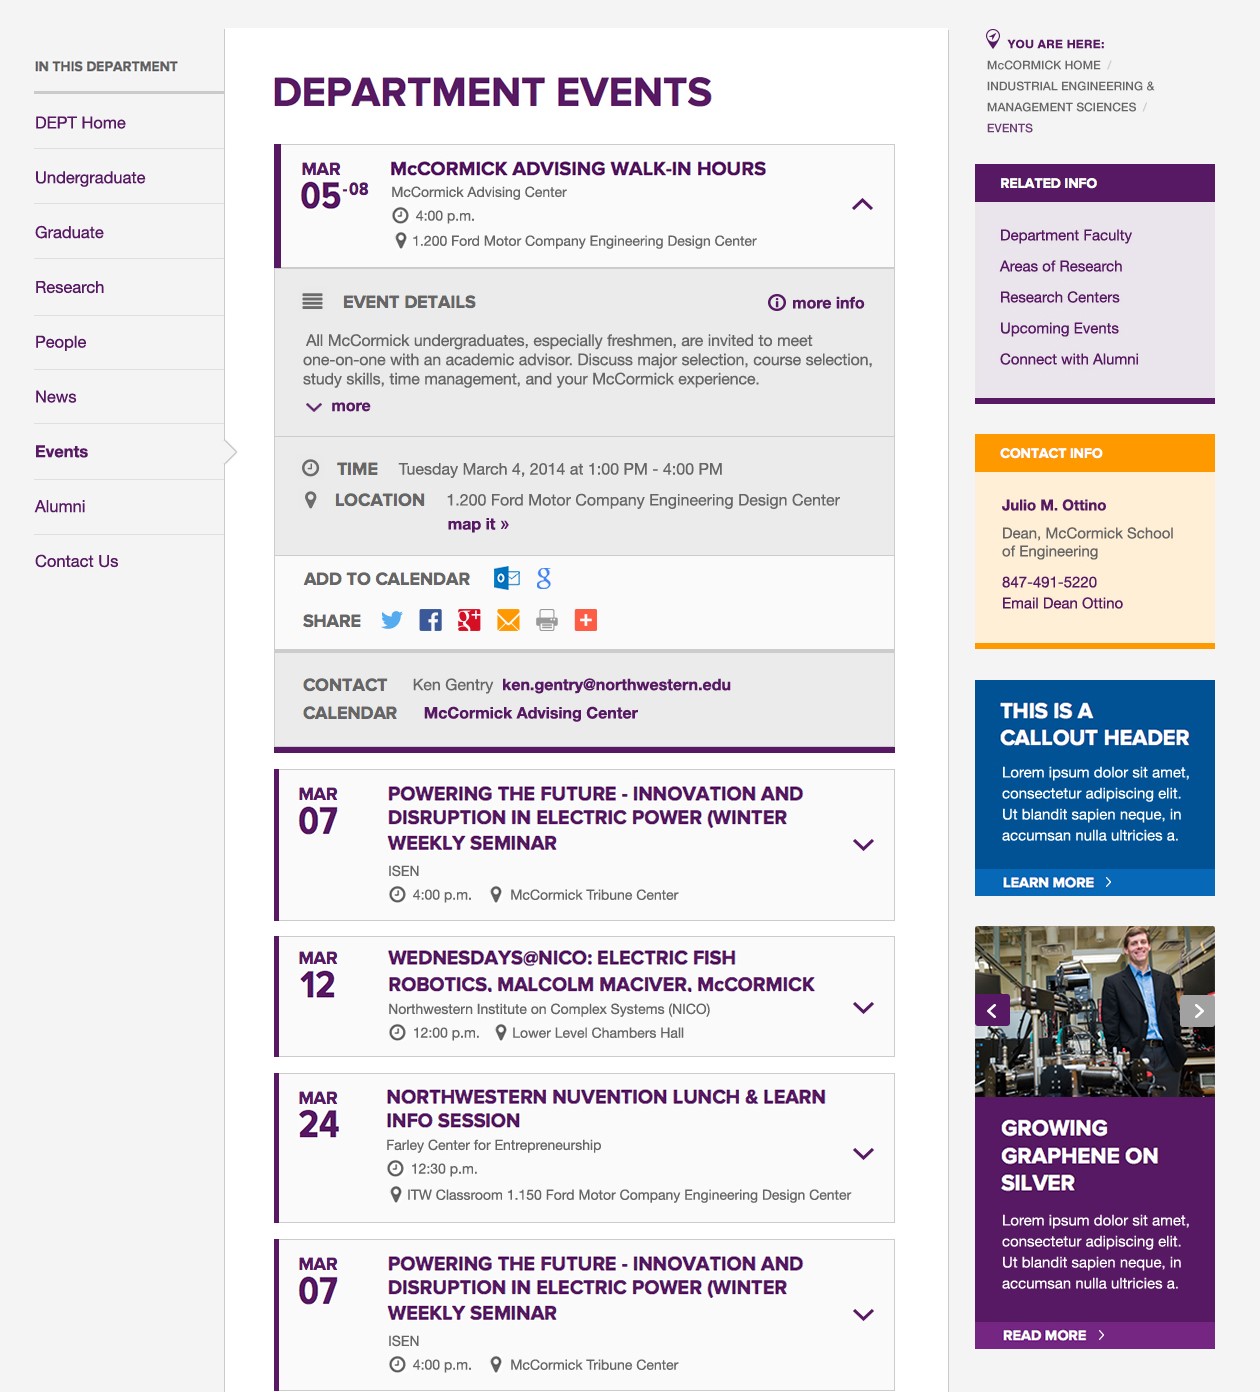 IN THIS DEPARTMENT
DEPT Home
Undergraduate
Graduate
Research
People
News
Events
Alumni
Contact Us
DEPARTMENT EVENTS
MAR
05-08
McCORMICK ADVISING WALK-IN HOURS
McCormick Advising Center
4:00 p.m.
1.200 Ford Motor Company Engineering Design Center
EVENT DETAILS
more info
All McCormick undergraduates, especially freshmen, are invited to meet
one-on-one with an academic advisor. Discuss major selection, course selection,
study skills, time management, and your McCormick experience.
more
TIME Tuesday March 4, 2014 at 1:00 PM - 4:00 PM
LOCATION 1.200 Ford Motor Company Engineering Design Center
map it »
ADD TO CALENDAR
SHARE
CONTACT Ken Gentry ken.gentry@northwestern.edu
CALENDAR McCormick Advising Center
MAR
07
POWERING THE FUTURE - INNOVATION AND
DISRUPTION IN ELECTRIC POWER (WINTER
WEEKLY SEMINAR
ISEN
4:00 p.m. McCormick Tribune Center
MAR
12
WEDNESDAYS@NICO: ELECTRIC FISH
ROBOTICS, MALCOLM MACIVER, McCORMICK
Northwestern Institute on Complex Systems (NICO)
12:00 p.m. Lower Level Chambers Hall
MAR
24
NORTHWESTERN NUVENTION LUNCH & LEARN
INFO SESSION
Farley Center for Entrepreneurship
12:30 p.m.
ITW Classroom 1.150 Ford Motor Company Engineering Design Center
MAR
07
POWERING THE FUTURE - INNOVATION AND
DISRUPTION IN ELECTRIC POWER (WINTER
WEEKLY SEMINAR
ISEN
4:00 p.m. McCormick Tribune Center
YOU ARE HERE:
McCORMICK HOME /
INDUSTRIAL ENGINEERING &
MANAGEMENT SCIENCES /
EVENTS
RELATED INFO
Department Faculty
Areas of Research
Research Centers
Upcoming Events
Connect with Alumni
CONTACT INFO
Julio M. Ottino
Dean, McCormick School
of Engineering
847-491-5220
Email Dean Ottino
THIS IS A
CALLOUT HEADER
Lorem ipsum dolor sit amet,
consectetur adipiscing elit.
Ut blandit sapien neque, in
accumsan nulla ultricies a.
LEARN MORE
GROWING
GRAPHENE ON
SILVER
Lorem ipsum dolor sit amet,
consectetur adipiscing elit.
Ut blandit sapien neque, in
accumsan nulla ultricies a.
READ MORE